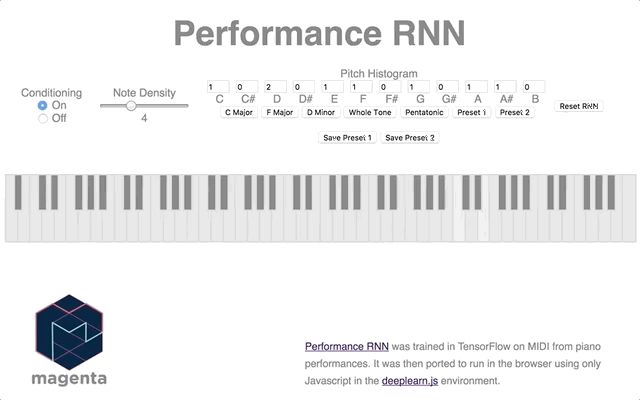 Performance RNN
Pitch Histogram
Conditioning
On
Off
Note Density
4
1 0 2 0 1 1 0 1 0 1 1 0
C C# D D# E F F# G G# A A# B
C Major F Major D Minor Whole Tone Pentatonic Preset 1 Preset 2
Reset RNN
Save Preset 1 Save Preset 2
magenta
Performance RNN was trained in TensorFlow on MIDI from piano
performances. It was then ported to run in the browser using only
Javascript in the deeplearn.js environment.